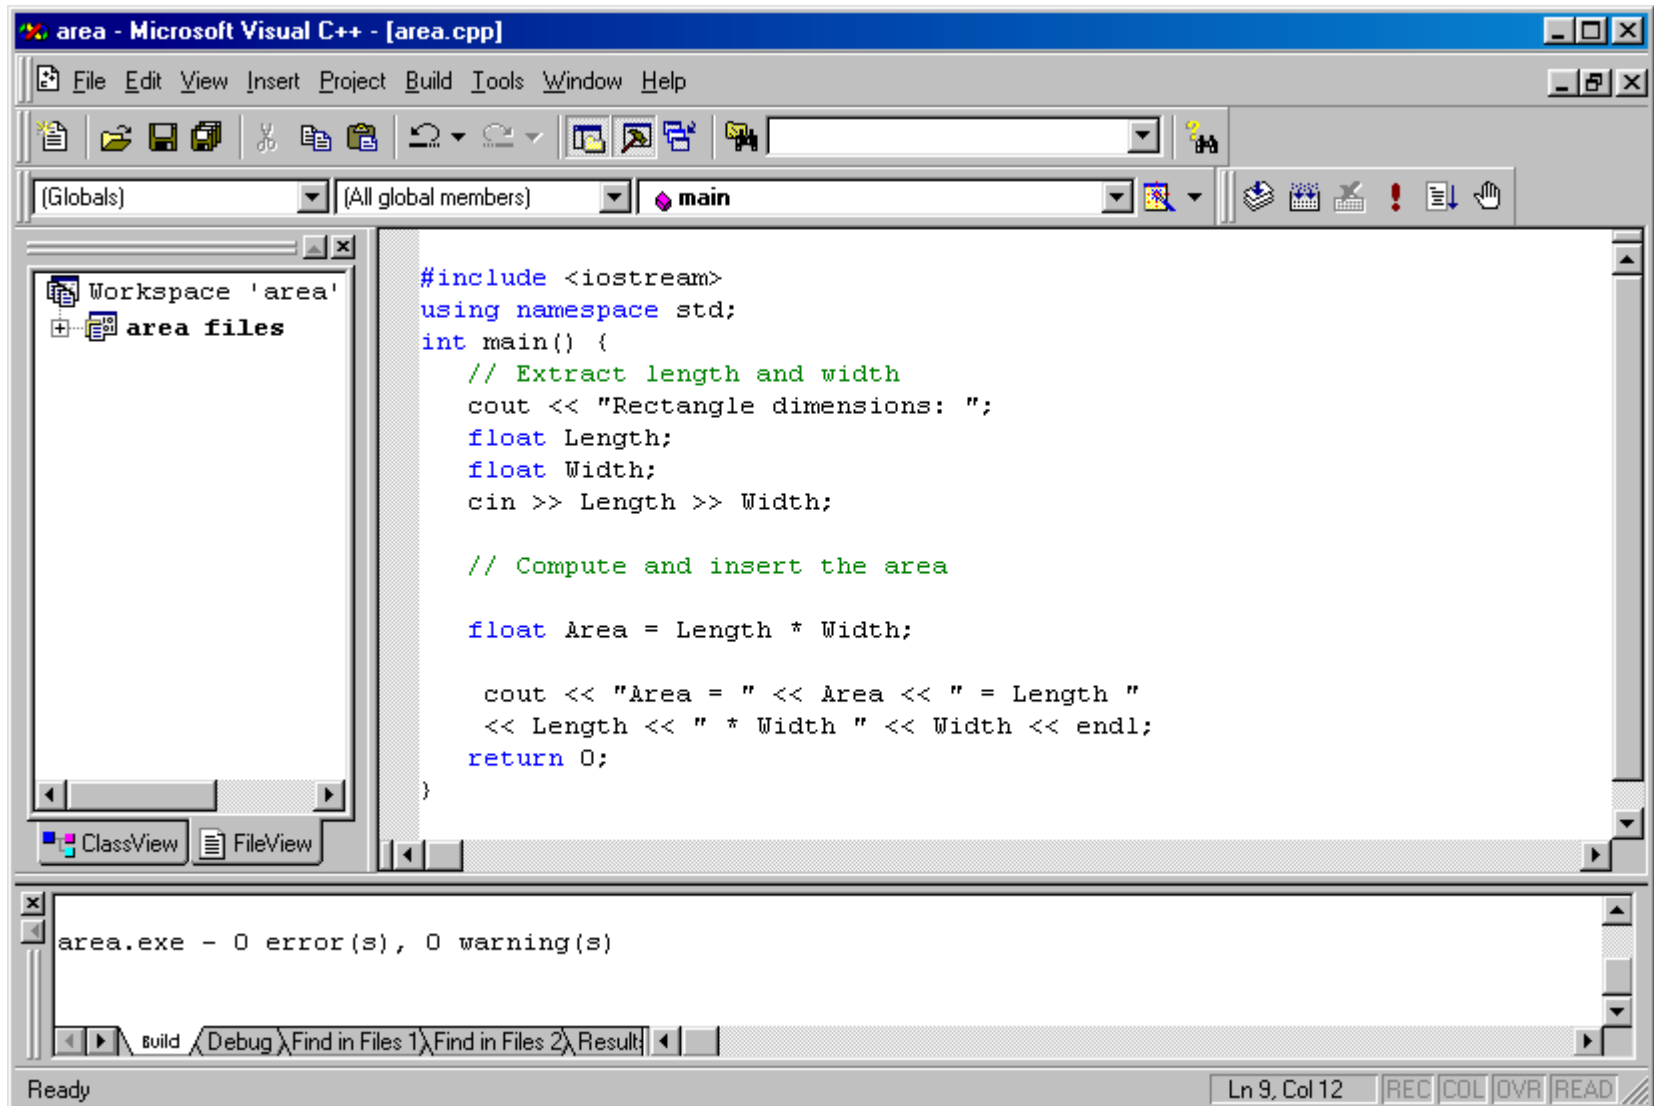 area - Microsoft Visual C++ - [area.cpp]
File Edit View Insert Project Build Tools Window Help
(Globals) (All global members) main
Workspace 'area'
area files
ClassView FileView
#include <iostream>
using namespace std;
int main() {
// Extract length and width
cout << "Rectangle dimensions: ";
float Length;
float Width;
cin >> Length >> Width;
// Compute and insert the area
float Area = Length * Width;
cout << "Area = " << Area << " = Length "
<< Length << " * Width " << Width << endl;
return 0;
}
area.exe - 0 error(s), 0 warning(s)
Build Debug Find in Files 1 Find in Files 2 Results
Ready Ln 9, Col 12 REC COL OVR READ